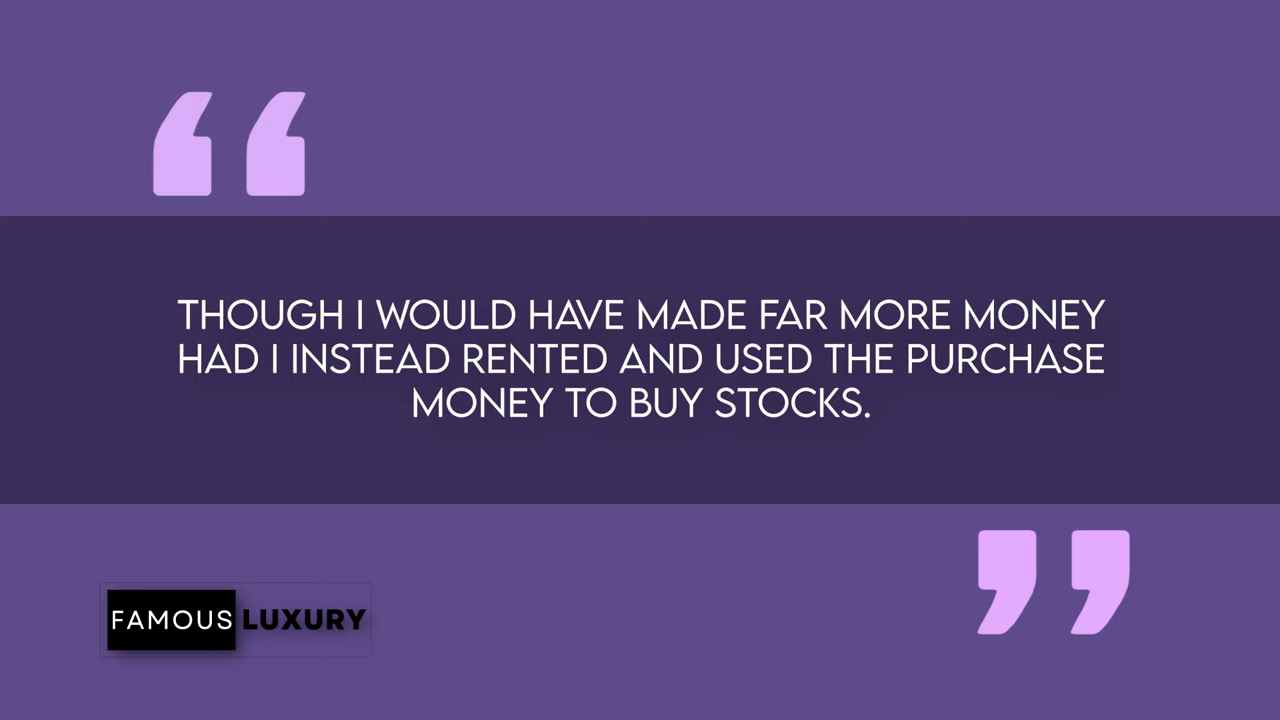 THOUGH I WOULD HAVE MADE FAR MORE MONEY
HAD I INSTEAD RENTED AND USED THE PURCHASE
MONEY TO BUY STOCKS.
FAMOUS LUXURY